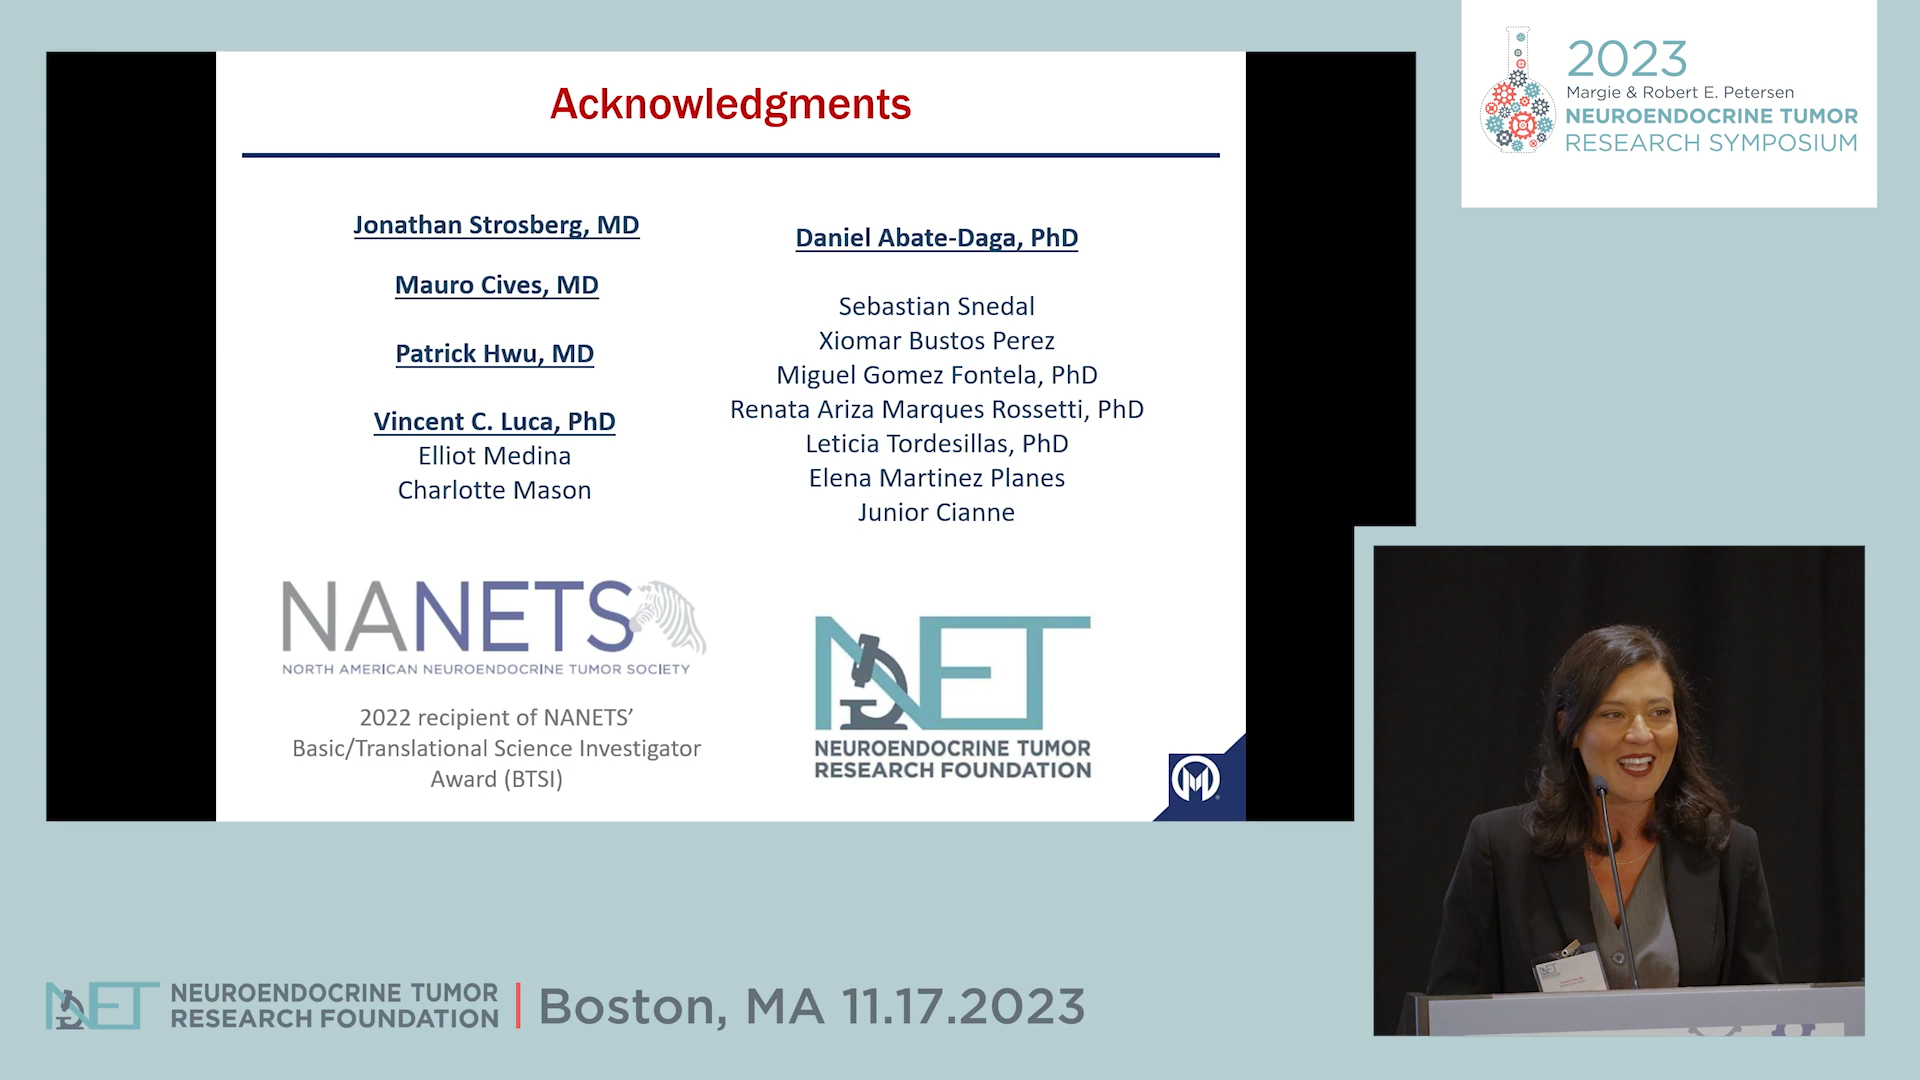 Acknowledgments
Jonathan Strosberg, MD
Mauro Cives, MD
Patrick Hwu, MD
Vincent C. Luca, PhD
Elliot Medina
Charlotte Mason
Daniel Abate-Daga, PhD
Sebastian Snedal
Xiomar Bustos Perez
Miguel Gomez Fontela, PhD
Renata Ariza Marques Rossetti, PhD
Leticia Tordesillas, PhD
Elena Martinez Planes
Junior Cianne
NANETS
NORTH AMERICAN NEUROENDOCRINE TUMOR SOCIETY
2022 recipient of NANETS’
Basic/Translational Science Investigator
Award (BTSI)
NET
NEUROENDOCRINE TUMOR
RESEARCH FOUNDATION
M
2023
Margie & Robert E. Petersen
NEUROENDOCRINE TUMOR
RESEARCH SYMPOSIUM
NET
NEUROENDOCRINE TUMOR
RESEARCH FOUNDATION
Boston, MA 11.17.2023